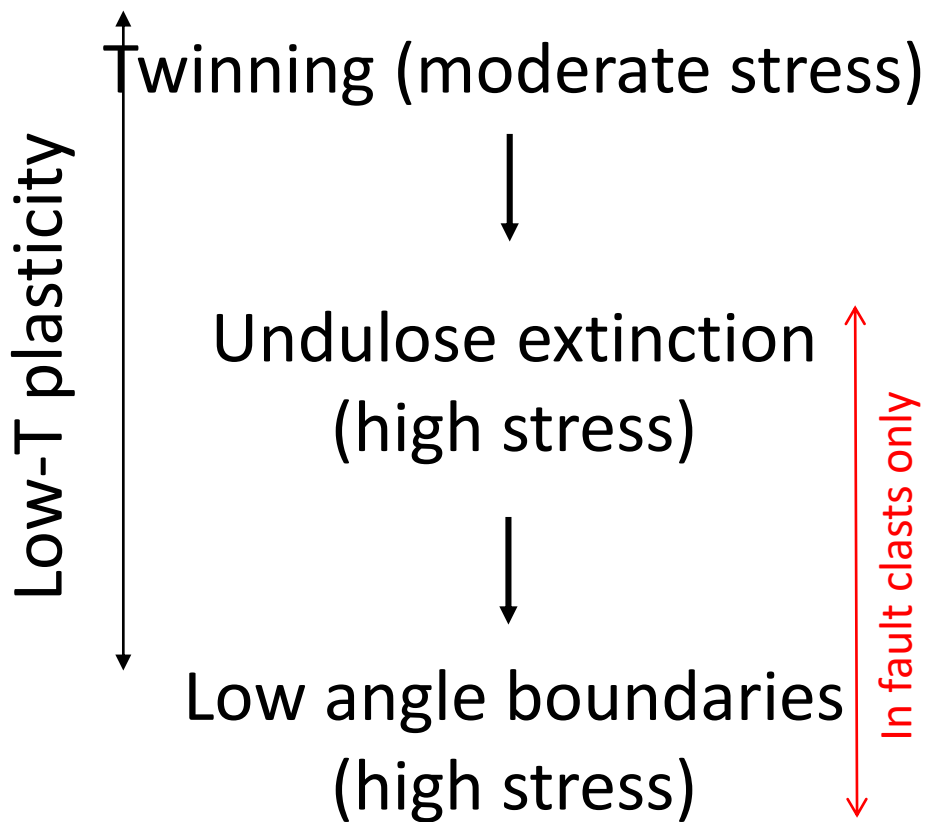 Twinning (moderate stress)
Low-T plasticity
Undulose extinction
(high stress)
In fault clasts only
Low angle boundaries
(high stress)